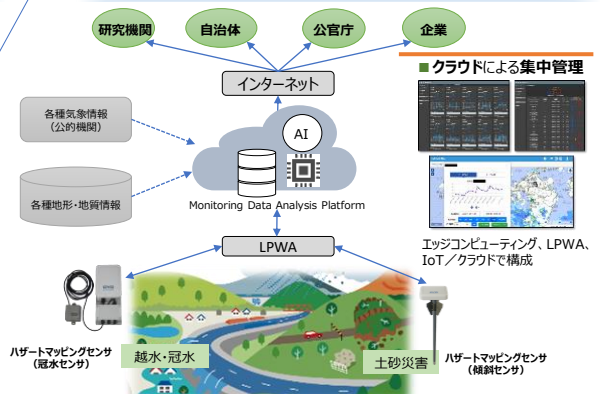 研究機関
自治体
公官庁
企業
インターネット
■クラウドによる集中管理
各種気象情報
(公的機関)
AI
各種地形・地質情報
Monitoring Data Analysis Platform
エッジコンピューティング、LPWA、
IoT/クラウドで構成
LPWA
ハザートマッピングセンサ
(冠水センサ)
越水・冠水
土砂災害
ハザートマッピングセンサ
(傾斜センサ)